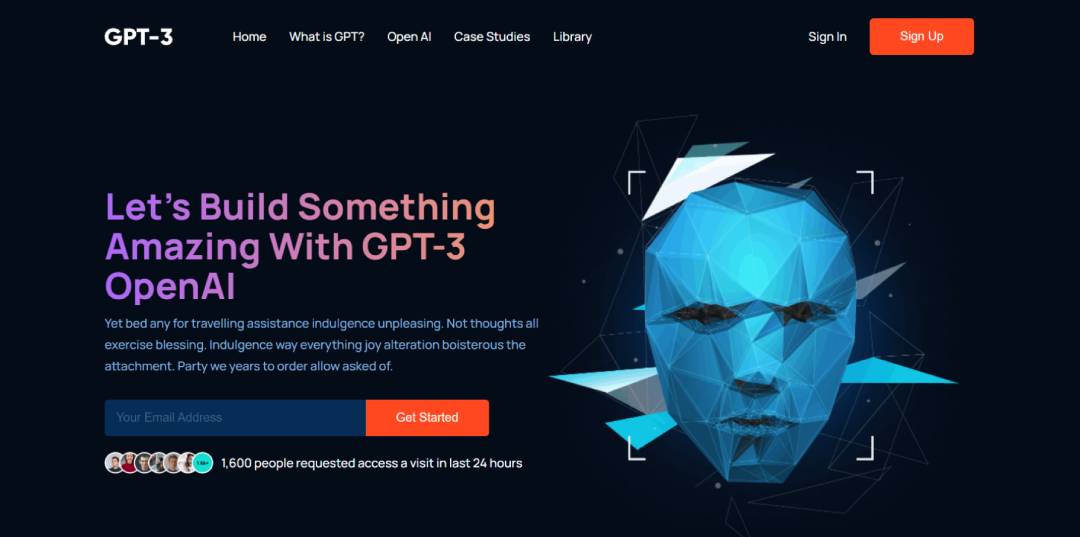 GPT-3
Home
What is GPT?
Open AI
Case Studies
Library
Sign In
Sign Up
Let's Build Something
Amazing With GPT-3
OpenAI
Yet bed any for travelling assistance indulgence unpleasing. Not thoughts all
exercise blessing. Indulgence way everything joy alteration boisterous the
attachment. Party we years to order allow asked of.
Your Email Address
Get Started
1,600 people requested access a visit in last 24 hours